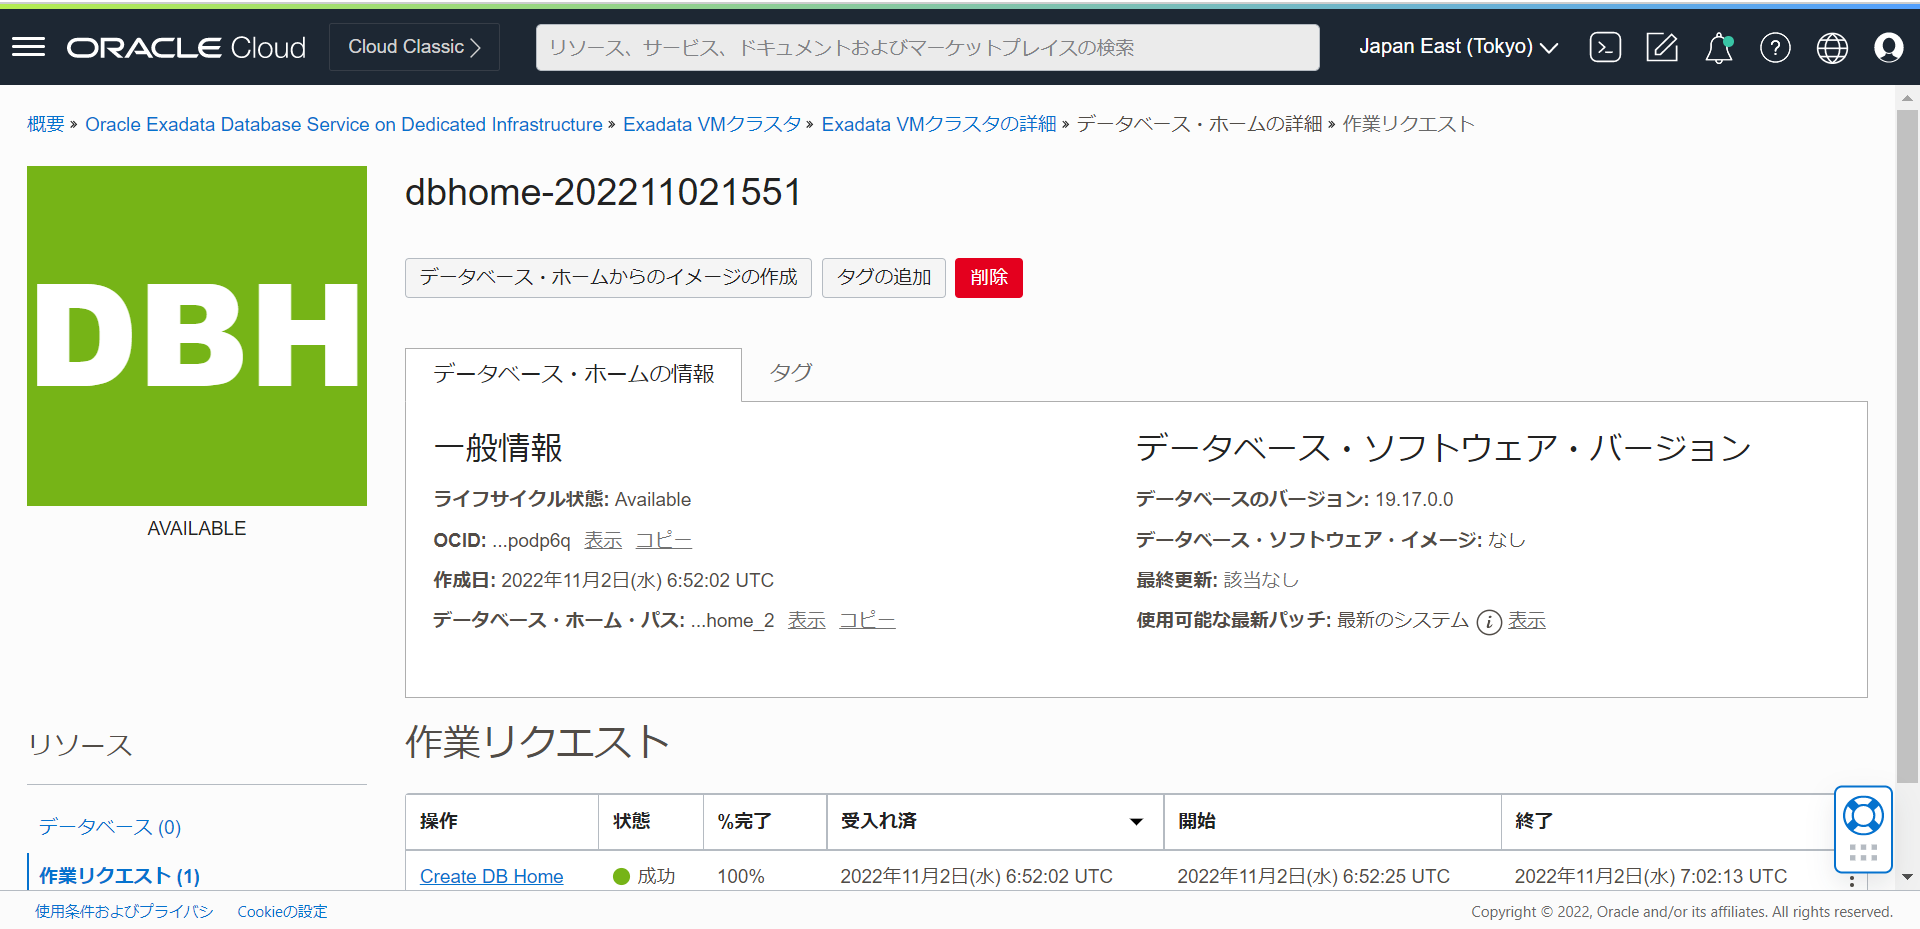 ORACLE Cloud
Cloud Classic
リソース、サービス、ドキュメントおよびマーケットプレイスの検索
Japan East (Tokyo)
概要 » Oracle Exadata Database Service on Dedicated Infrastructure » Exadata VMクラスタ » Exadata VMクラスタの詳細 » データベース・ホームの詳細 » 作業リクエスト
DBH
AVAILABLE
dbhome-202211021551
データベース・ホームからのイメージの作成 タグの追加 削除
データベース・ホームの情報 タグ
一般情報
ライフサイクル状態: Available
OCID: ...podp6q 表示 コピー
作成日: 2022年11月2日(水) 6:52:02 UTC
データベース・ホーム・パス: ...home_2 表示 コピー
データベース・ソフトウェア・バージョン
データベースのバージョン: 19.17.0.0
データベース・ソフトウェア・イメージ: なし
最終更新: 該当なし
使用可能な最新パッチ: 最新のシステム i 表示
リソース
データベース (0)
作業リクエスト (1)
作業リクエスト
操作 状態 %完了 受入れ済 開始 終了
Create DB Home 成功 100% 2022年11月2日(水) 6:52:02 UTC 2022年11月2日(水) 6:52:25 UTC 2022年11月2日(水) 7:02:13 UTC
使用条件およびプライバシ Cookieの設定
Copyright © 2022, Oracle and/or its affiliates. All rights reserved.